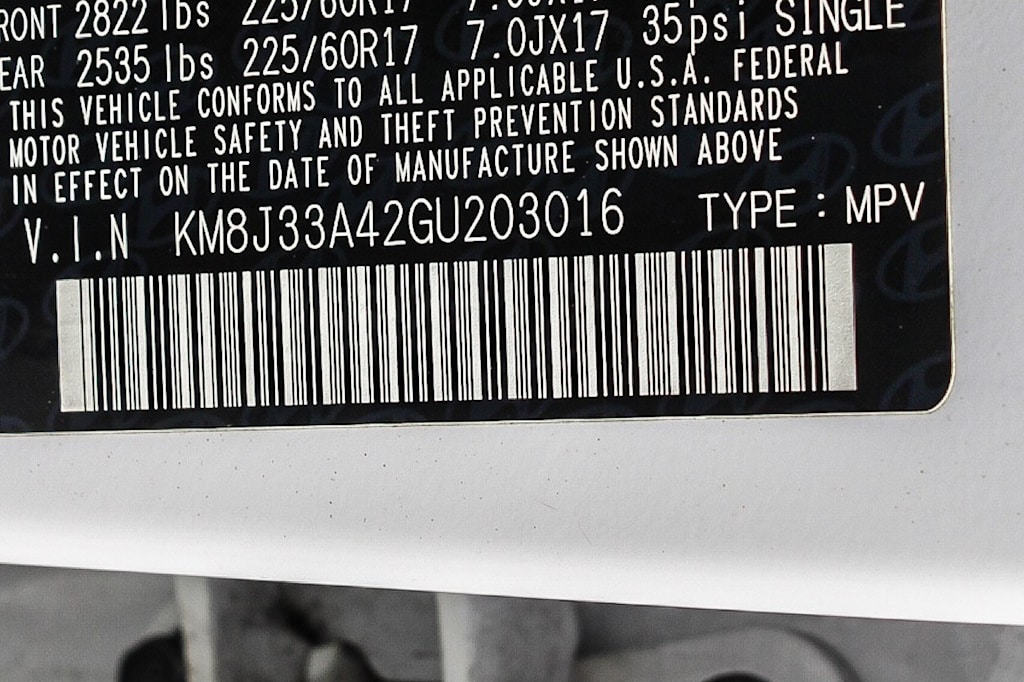 RONT 2822 lbs 225/60R17 7.0JX17 SINGLE
EAR 2535 lbs 225/60R17 7.0JX17 35psi
THIS VEHICLE CONFORMS TO ALL APPLICABLE U.S.A. FEDERAL
MOTOR VEHICLE SAFETY AND THEFT PREVENTION STANDARDS
IN EFFECT ON THE DATE OF MANUFACTURE SHOWN ABOVE
V.I.N KM8J33A42GU203016 TYPE : MPV